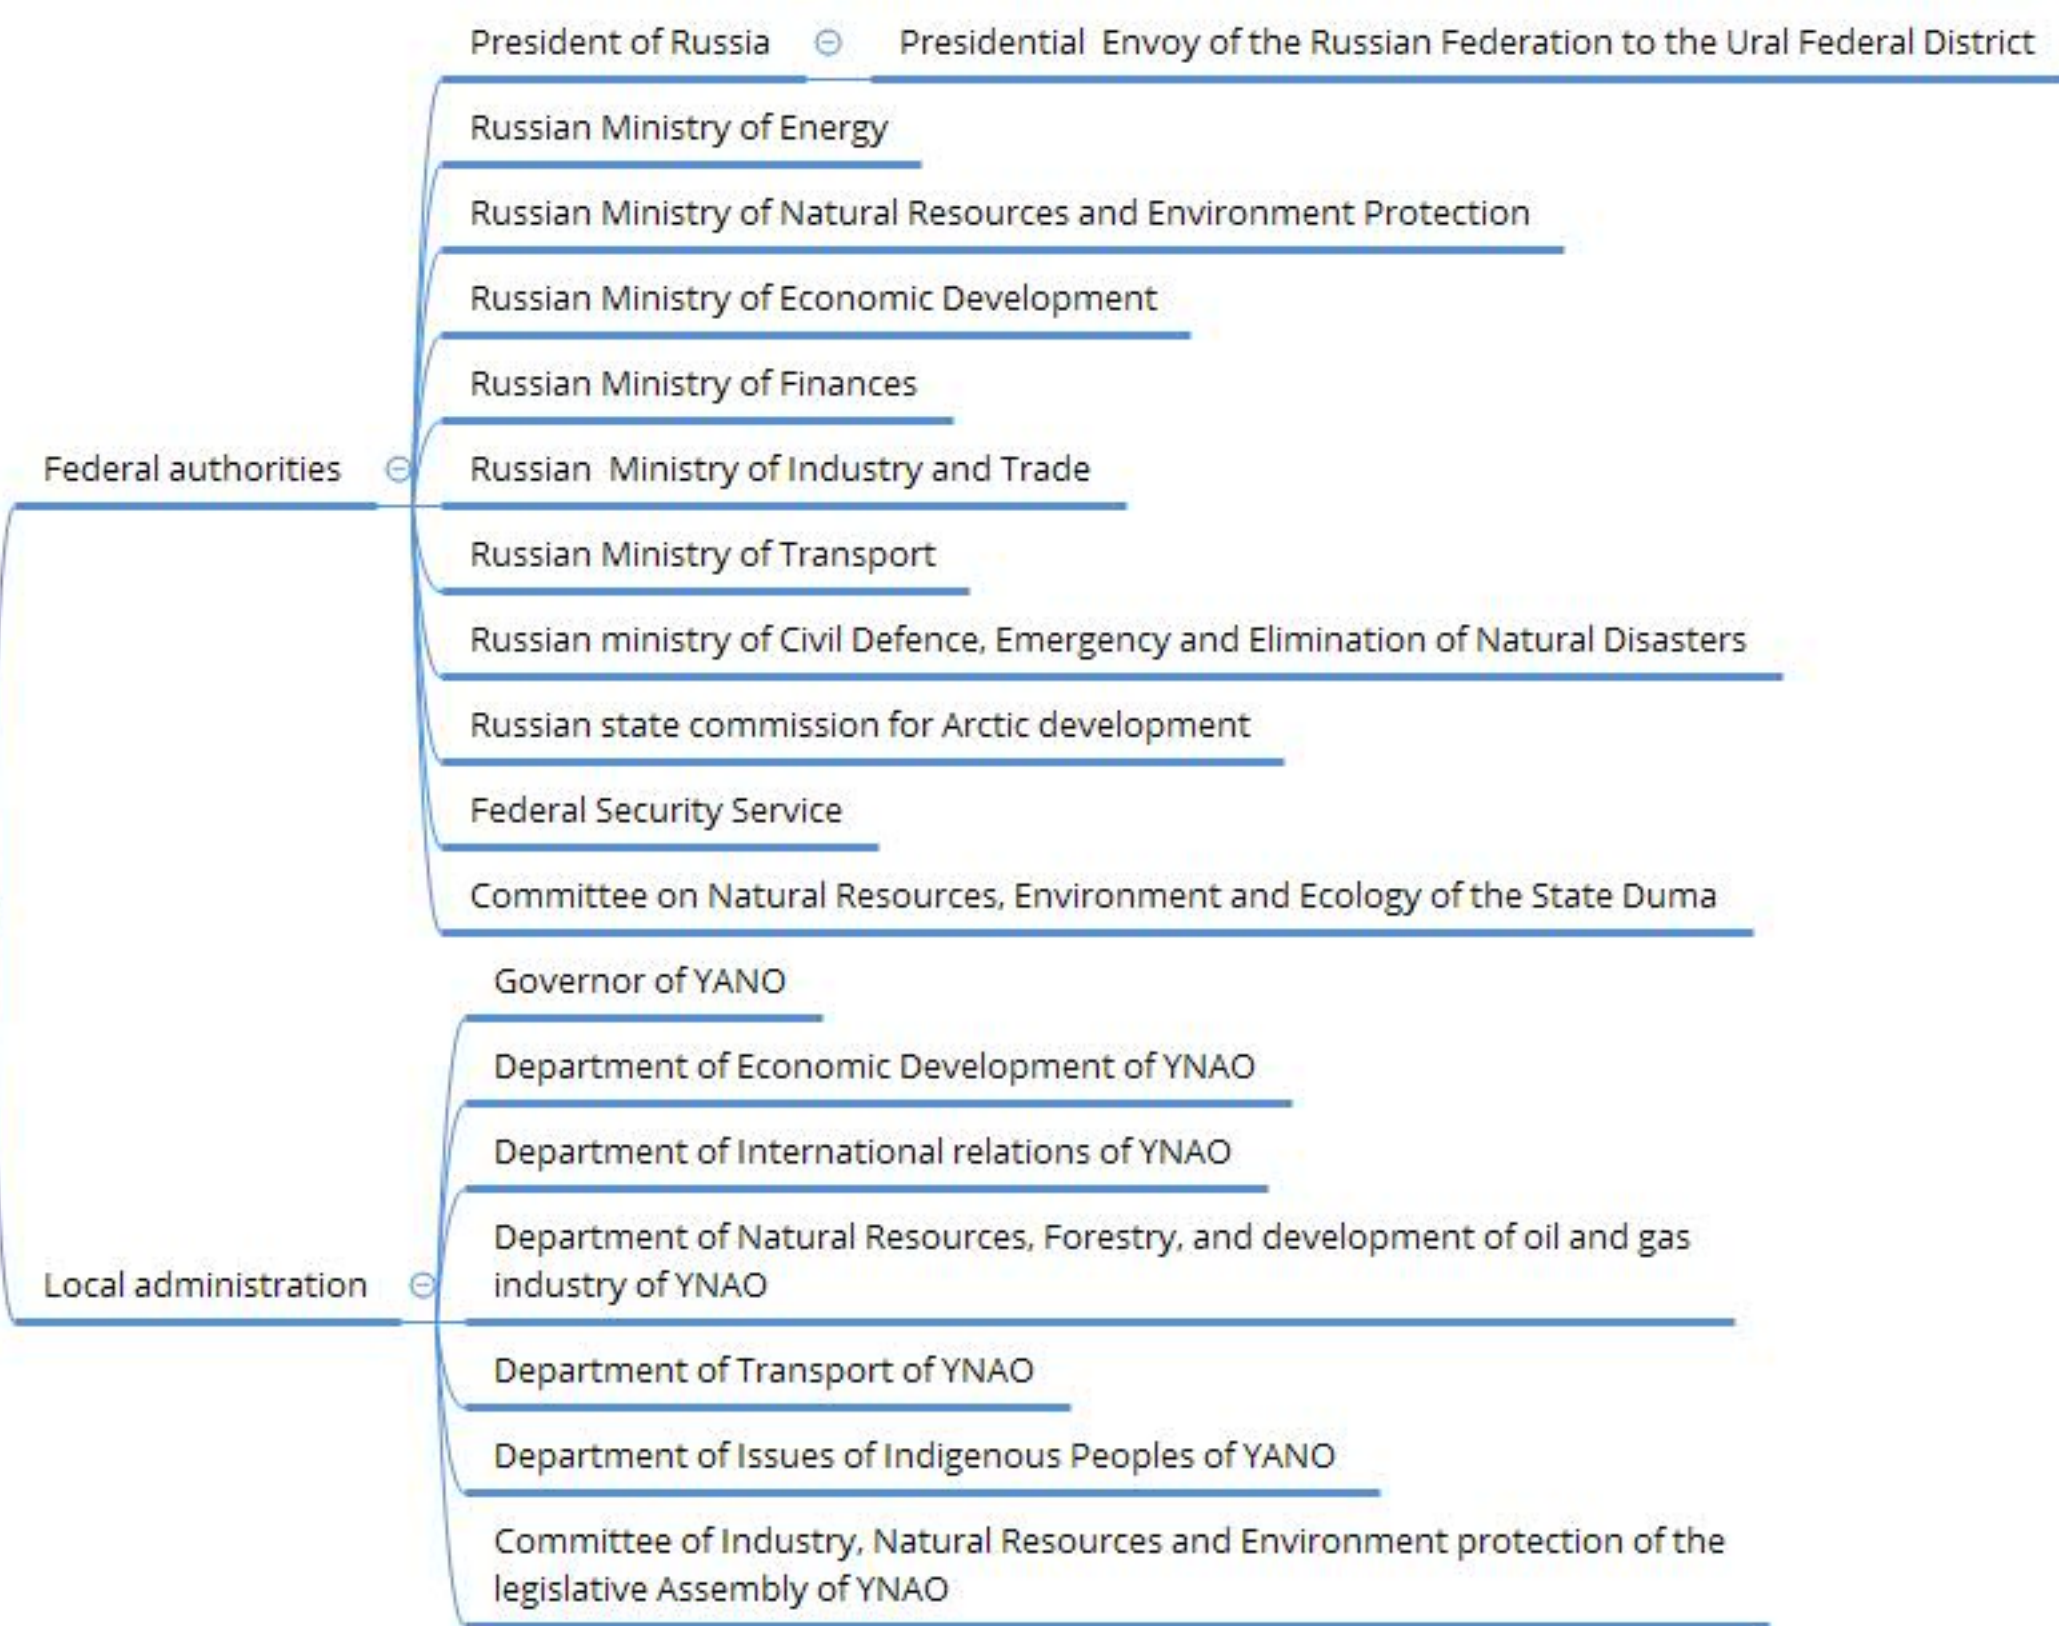 President of Russia
Presidential Envoy of the Russian Federation to the Ural Federal District
Russian Ministry of Energy
Russian Ministry of Natural Resources and Environment Protection
Russian Ministry of Economic Development
Russian Ministry of Finances
Federal authorities
Russian Ministry of Industry and Trade
Russian Ministry of Transport
Russian ministry of Civil Defence, Emergency and Elimination of Natural Disasters
Russian state commission for Arctic development
Federal Security Service
Committee on Natural Resources, Environment and Ecology of the State Duma
Governor of YANO
Department of Economic Development of YNAO
Department of International relations of YNAO
Department of Natural Resources, Forestry, and development of oil and gas
industry of YNAO
Local administration
Department of Transport of YNAO
Department of Issues of Indigenous Peoples of YANO
Committee of Industry, Natural Resources and Environment protection of the
legislative Assembly of YNAO